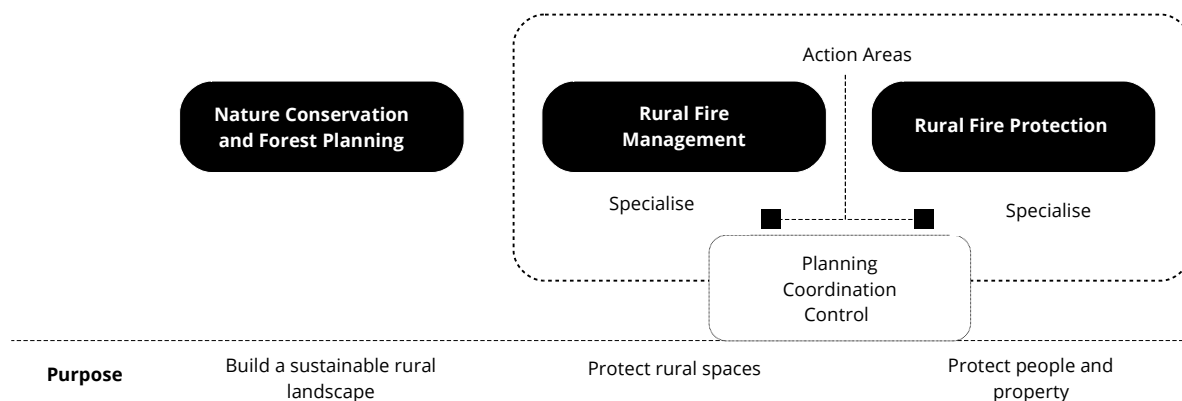 Action Areas
Nature Conservation
and Forest Planning
Rural Fire
Management
Rural Fire Protection
Specialise
Specialise
Planning
Coordination
Control
Purpose
Build a sustainable rural
landscape
Protect rural spaces
Protect people and
property